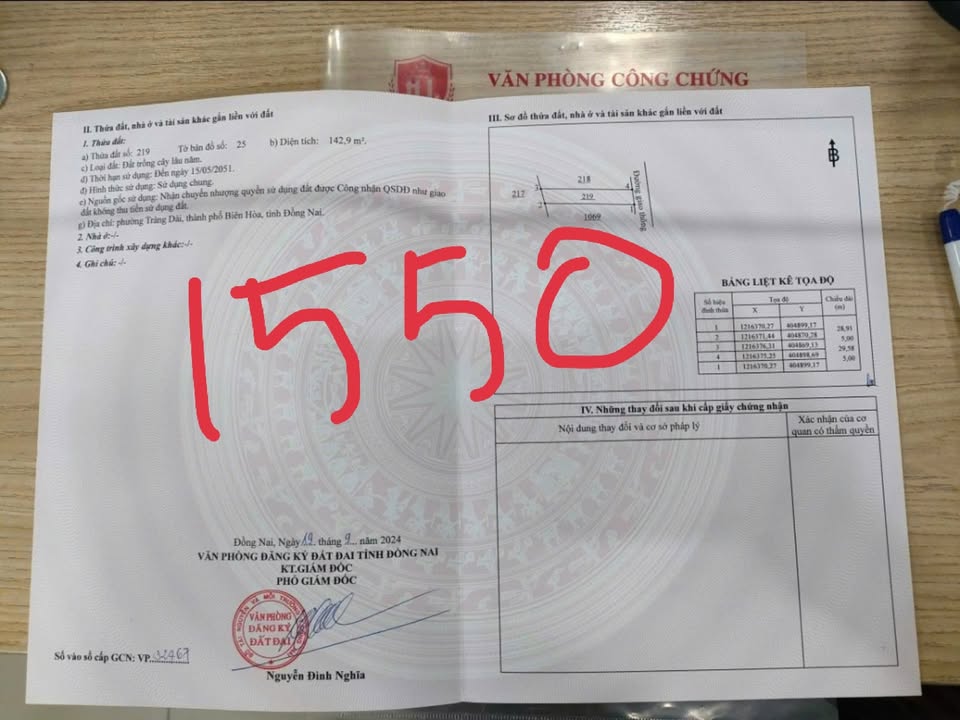 VĂN PHÒNG CÔNG CHỨNG
II. Thửa đất, nhà ở và tài sản khác gắn liền với đất
1. Thửa đất:
a) Thửa đất số: 219 Tờ bản đồ số: 25 b) Diện tích: 142,9 m².
c) Loại đất: Đất trồng cây lâu năm.
d) Thời hạn sử dụng: Đến ngày 15/05/2051.
đ) Hình thức sử dụng: Sử dụng chung.
e) Nguồn gốc sử dụng: Nhận chuyển nhượng quyền sử dụng đất được Công nhận QSDĐ như giao
đất không thu tiền sử dụng đất.
g) Địa chỉ: phường Trảng Dài, thành phố Biên Hòa, tỉnh Đồng Nai.
2. Nhà ở:-/-
3. Công trình xây dựng khác:-/-
4. Ghi chú: -/-
1550
Đồng Nai, Ngày 19 tháng 9 năm 2024
VĂN PHÒNG ĐĂNG KÝ ĐẤT ĐAI TỈNH ĐỒNG NAI
KT.GIÁM ĐỐC
PHÓ GIÁM ĐỐC
VĂN PHÒNG
ĐĂNG KÝ
ĐẤT ĐAI
Số vào sổ cấp GCN: VP
Nguyễn Đình Nghĩa
III. Sơ đồ thửa đất, nhà ở và tài sản khác gắn liền với đất
B
218
217 3 4
219
2
1069
Đường giao thông
BẢNG LIỆT KÊ TỌA ĐỘ
Số hiệu đỉnh thửa Tọa độ Chiều dài (m)
X Y
1 1216370,27 404899,17
28,91
2 1216371,44 404870,28
5,00
3 1216376,31 404869,13
29,58
4 1216375,25 404898,69
5,00
1 1216370,27 404899,17
IV. Những thay đổi sau khi cấp giấy chứng nhận
Nội dung thay đổi và cơ sở pháp lý
Xác nhận của cơ
quan có thẩm quyền